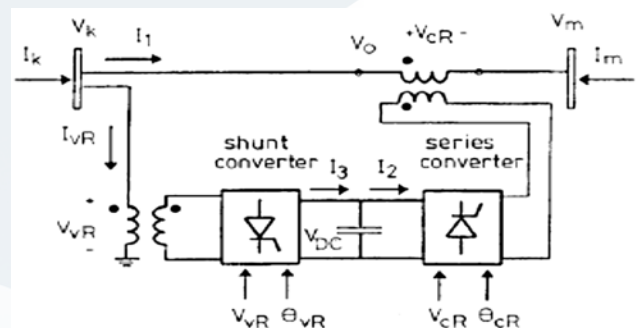 Vk
I1
Vo
+VcR -
Vm
Ik
Im
IvR
shunt
converter
series
converter
I3
I2
+
VvR
-
VDC
VvR
θvR
VcR
θcR